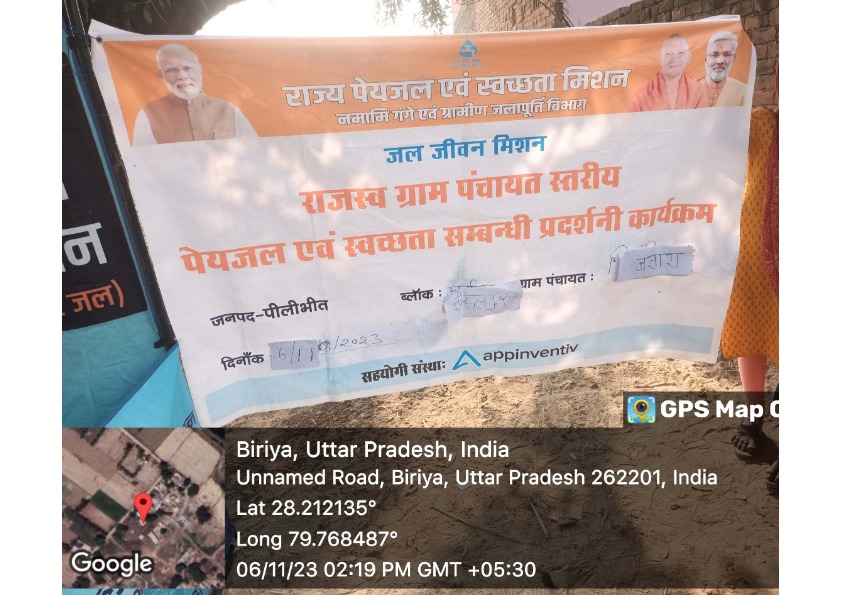 राज्य पेयजल एवं स्वच्छता मिशन
नमामि गंगे एवं ग्रामीण जलापूर्ति विभाग
जल जीवन मिशन
राजस्व ग्राम पंचायत स्तरीय
पेयजल एवं स्वच्छता सम्बन्धी प्रदर्शनी कार्यक्रम
जनपद-पीलीभीत
ब्लॉक :
ग्राम पंचायत :
दिनाँक 6/11/2023
सहयोगी संस्थाः appinventiv
न
जल)
GPS Map C
Biriya, Uttar Pradesh, India
Unnamed Road, Biriya, Uttar Pradesh 262201, India
Lat 28.212135°
Long 79.768487°
06/11/23 02:19 PM GMT +05:30
Google